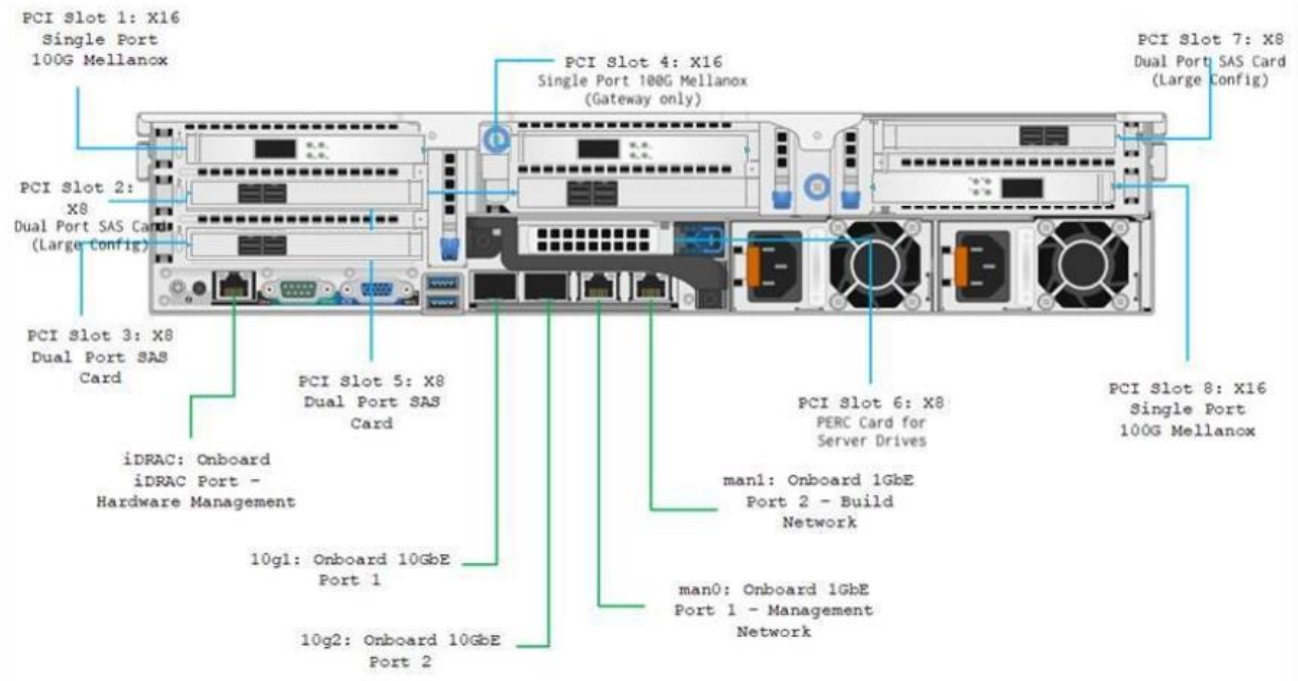 PCI Slot 1: X16
Single Port
100G Mellanox
PCI Slot 4: X16
Single Port 100G Mellanox
(Gateway only)
PCI Slot 7: X8
Dual Port SAS Card
(Large Config)
PCI Slot 2:
X8
Dual Port SAS Card
(Large Config)
PCI Slot 3: X8
Dual Port SAS
Card
PCI Slot 5: X8
Dual Port SAS
Card
PCI Slot 6: X8
PERC Card for
Server Drives
PCI Slot 8: X16
Single Port
100G Mellanox
iDRAC: Onboard
iDRAC Port -
Hardware Management
man1: Onboard 1GbE
Port 2 - Build
Network
10g1: Onboard 10GbE
Port 1
man0: Onboard 1GbE
Port 1 - Management
Network
10g2: Onboard 10GbE
Port 2